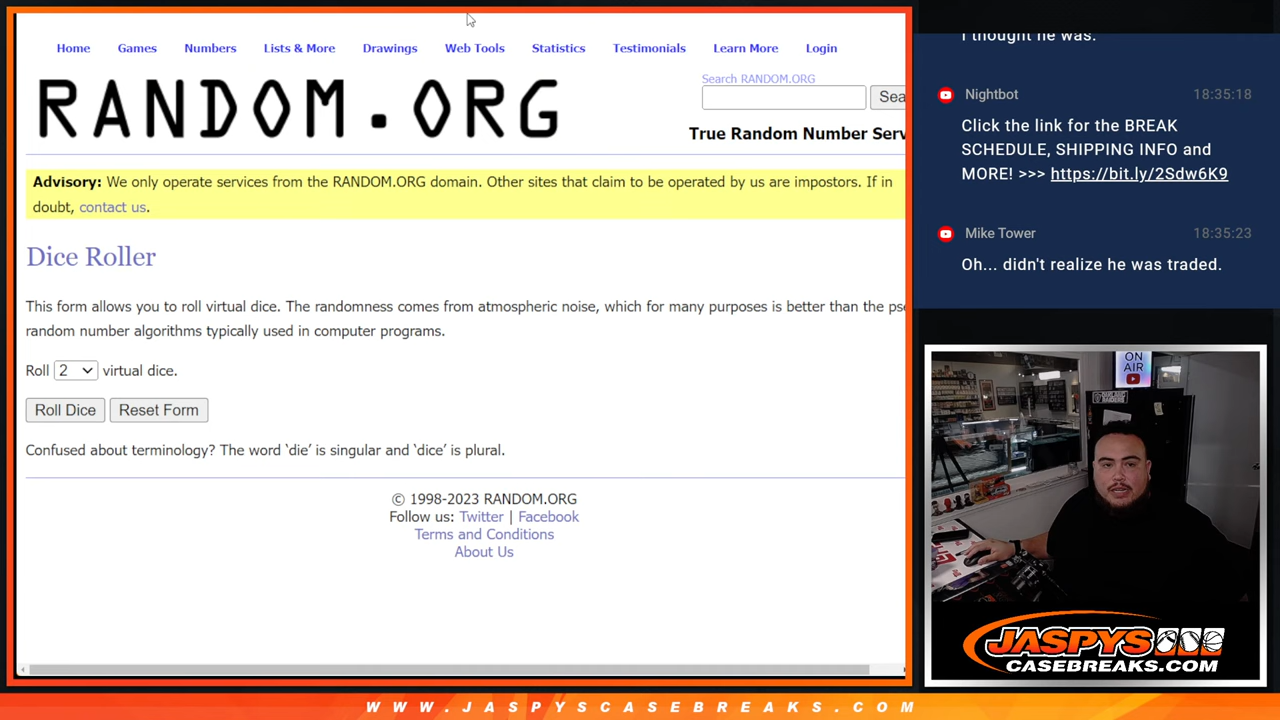 Home Games Numbers Lists & More Drawings Web Tools Statistics Testimonials Learn More Login
RANDOM.ORG
Search RANDOM.ORG
Sea
True Random Number Serv
Advisory: We only operate services from the RANDOM.ORG domain. Other sites that claim to be operated by us are impostors. If in
doubt, contact us.
Dice Roller
This form allows you to roll virtual dice. The randomness comes from atmospheric noise, which for many purposes is better than the pse
random number algorithms typically used in computer programs.
Roll 2 virtual dice.
Roll Dice Reset Form
Confused about terminology? The word ‘die’ is singular and ‘dice’ is plural.
© 1998-2023 RANDOM.ORG
Follow us: Twitter | Facebook
Terms and Conditions
About Us
I thought he was.
Nightbot 18:35:18
Click the link for the BREAK
SCHEDULE, SHIPPING INFO and
MORE! >>> https://bit.ly/2Sdw6K9
Mike Tower 18:35:23
Oh... didn't realize he was traded.
ON
AIR
JASPYS
CASEBREAKS.COM
WWW.JASPYSCASEBREAKS.COM